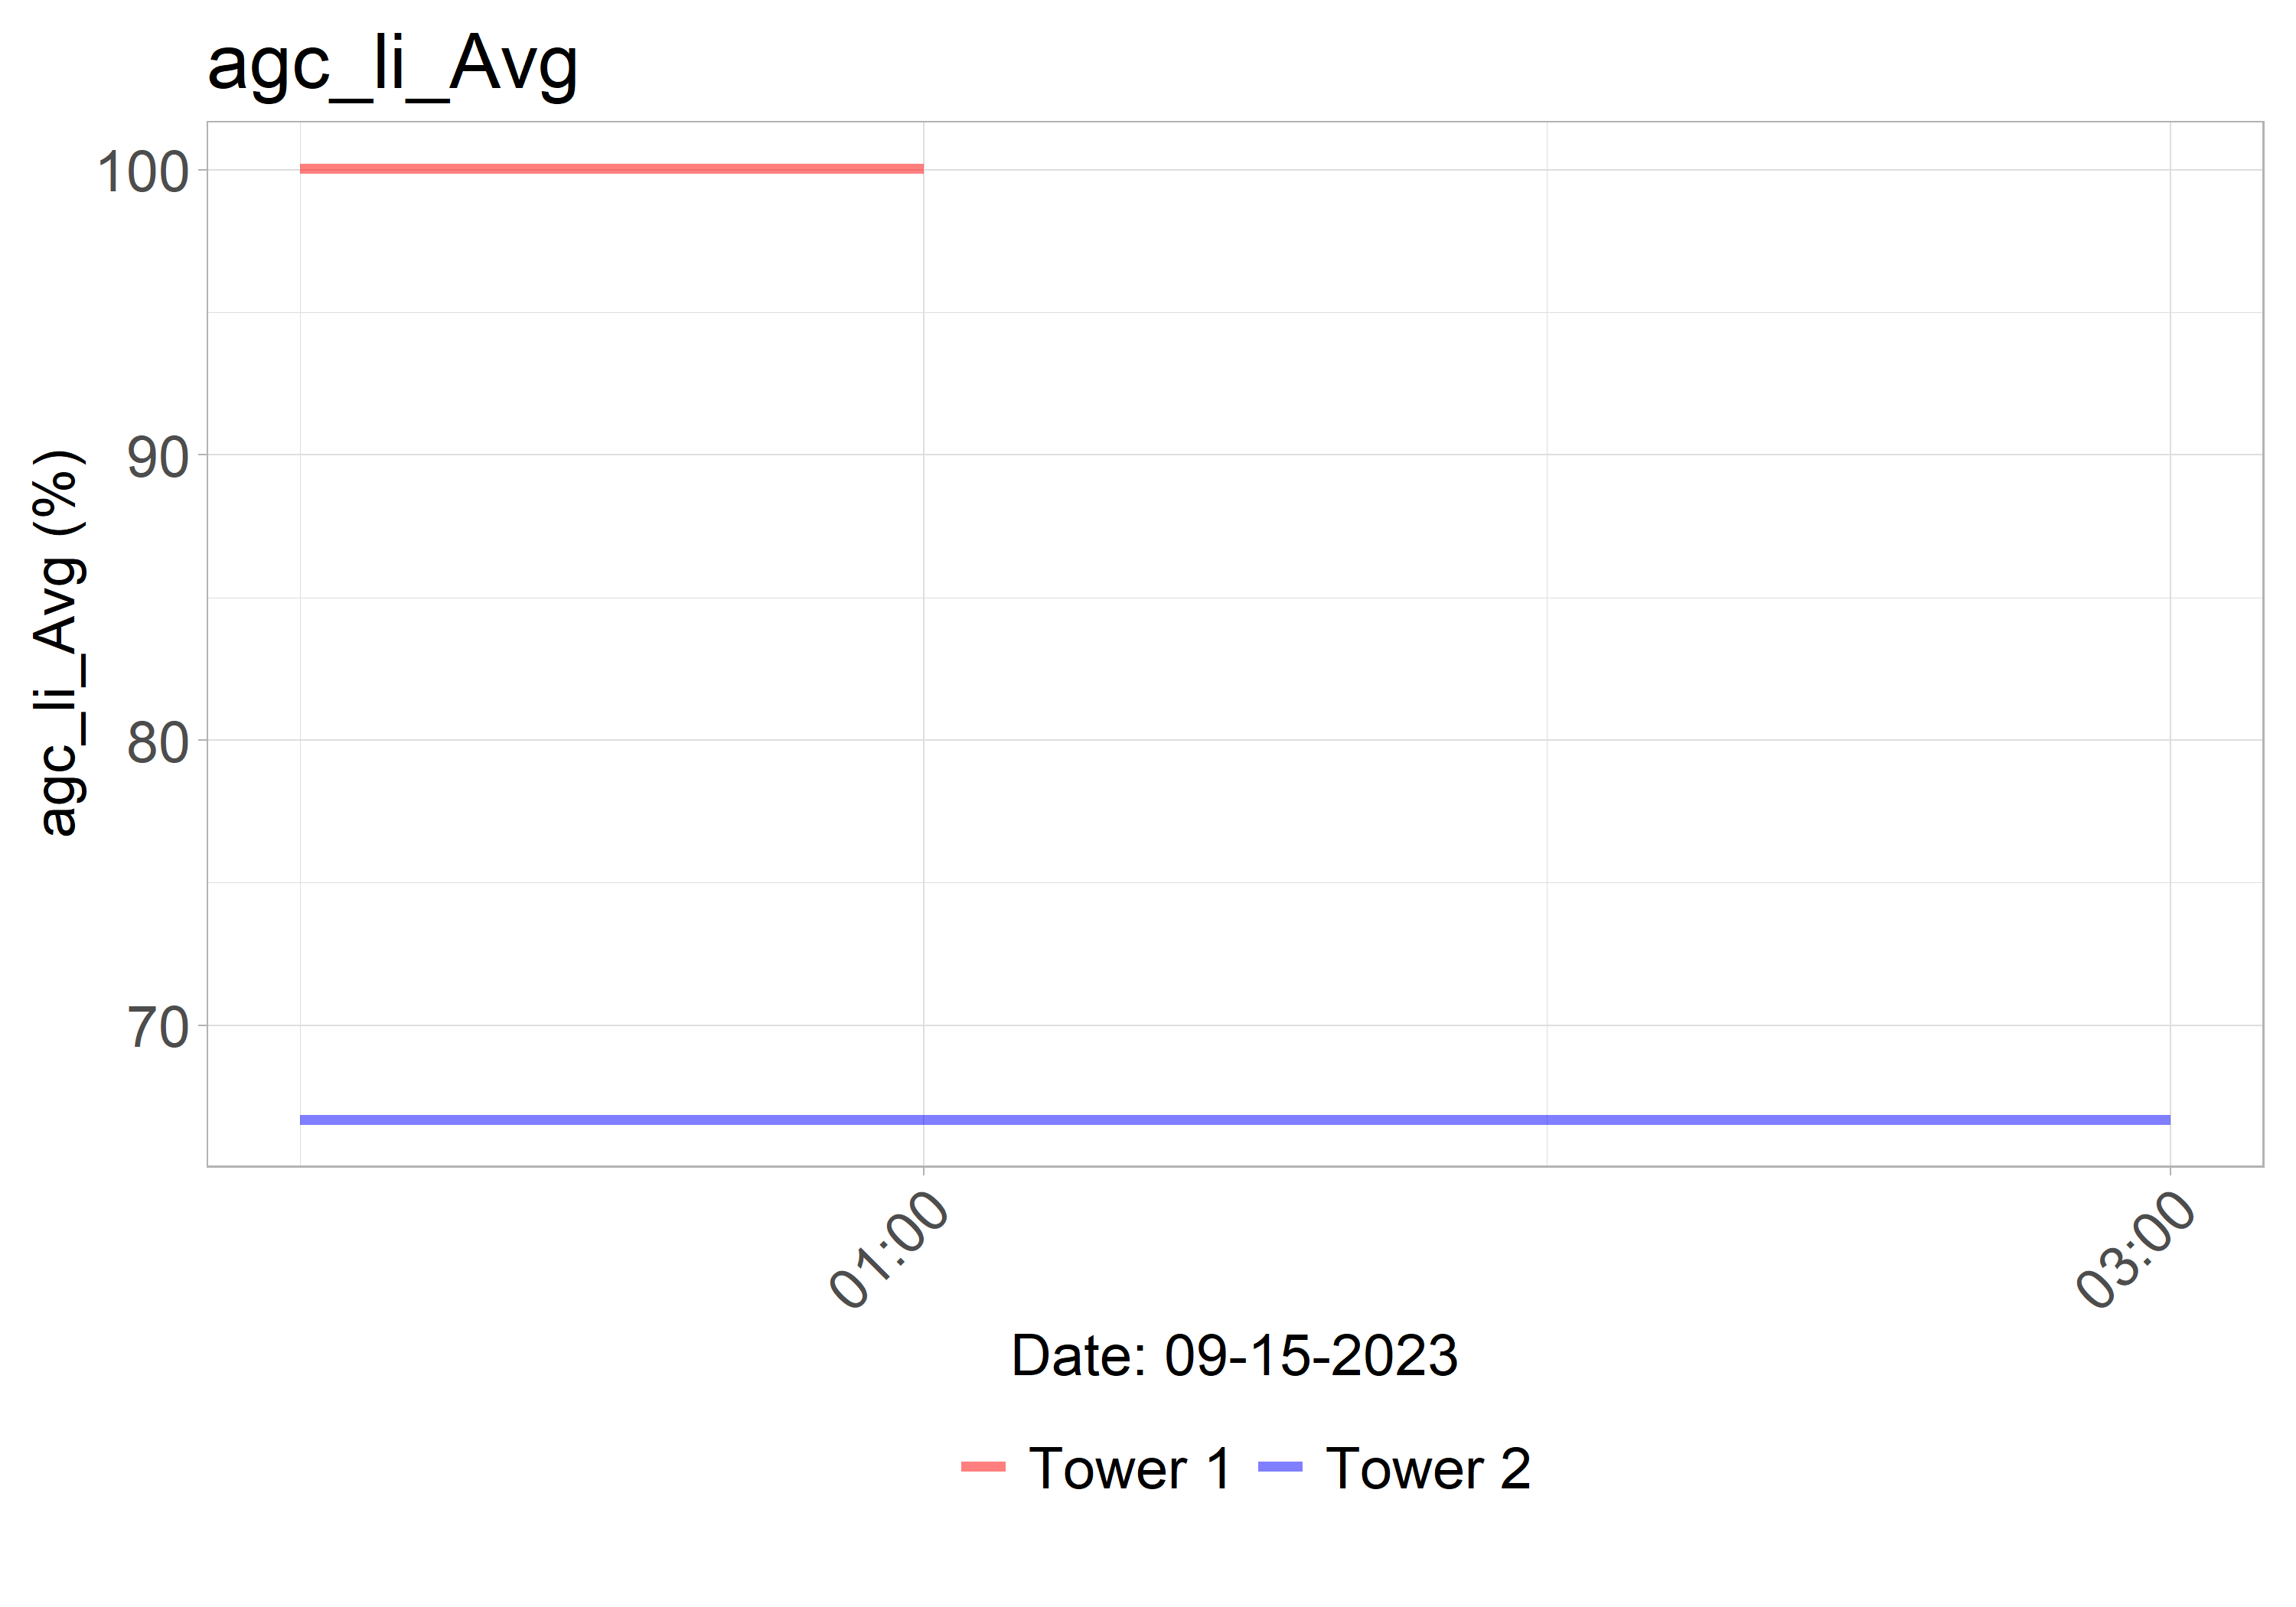 agc_li_Avg
agc_li_Avg (%)
100
90
80
70
01:00
03:00
Date: 09-15-2023
Tower 1
Tower 2